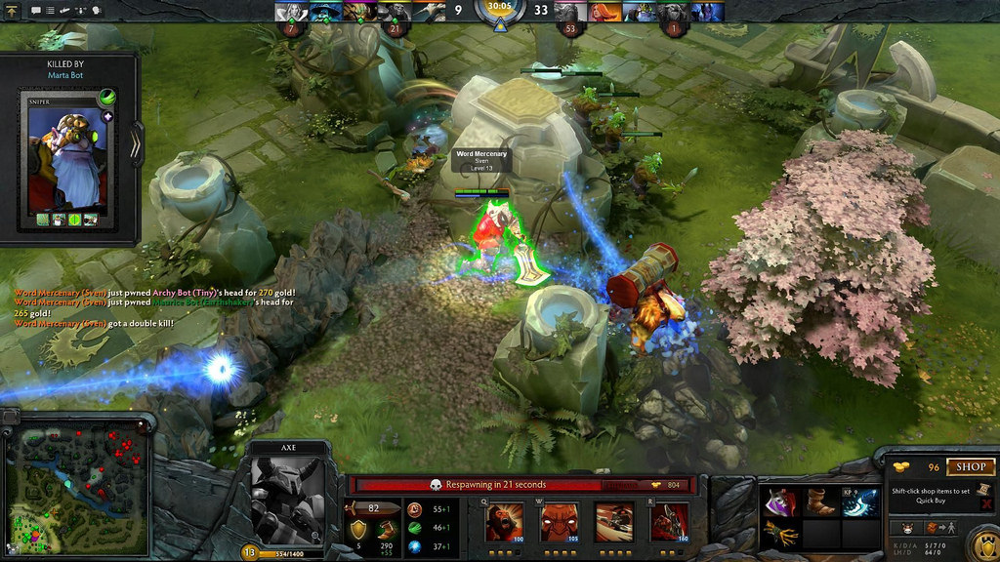 9
30:05
33
7
21
53
1
KILLED BY
Marta Bot
SNIPER
Word Mercenary
Sven
Level 13
Word Mercenary (Sven) just pwned Archy Bot (Tiny)'s head for 270 gold!
Word Mercenary (Sven) just pwned Maurice Bot (Earthshaker)'s head for
265 gold!
Word Mercenary (Sven) got a double kill!
AXE
13
554/1400
Respawning in 21 seconds
804
82
5
290
+55
55+1
46+1
37+1
Q
100
W
105
R
160
96
SHOP
Shift-click shop items to set
Quick Buy
K/D/A 5/7/0
LH/D 64/0